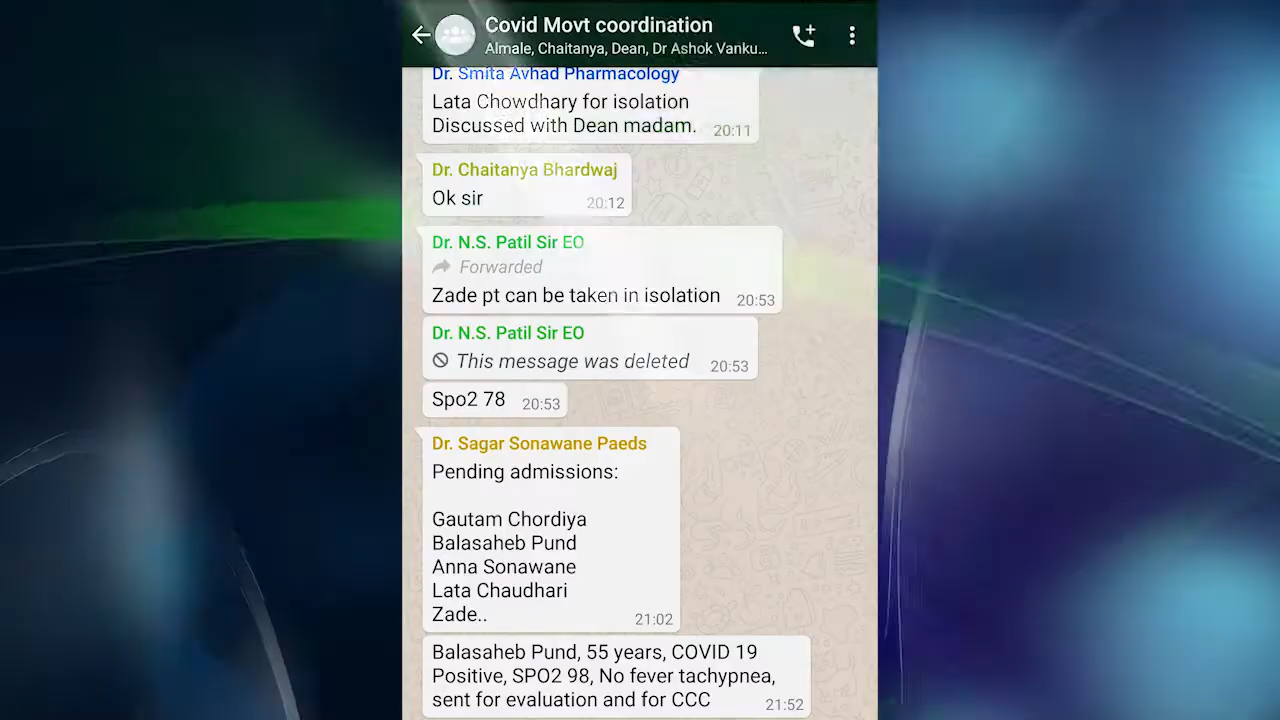 Covid Movt coordination
Almale, Chaitanya, Dean, Dr Ashok Vanku...
Dr. Smita Avhad Pharmacology
Lata Chowdhary for isolation
Discussed with Dean madam. 20:11
Dr. Chaitanya Bhardwaj
Ok sir 20:12
Dr. N.S. Patil Sir EO
Forwarded
Zade pt can be taken in isolation 20:53
Dr. N.S. Patil Sir EO
This message was deleted 20:53
Spo2 78 20:53
Dr. Sagar Sonawane Paeds
Pending admissions:
Gautam Chordiya
Balasaheb Pund
Anna Sonawane
Lata Chaudhari
Zade.. 21:02
Balasaheb Pund, 55 years, COVID 19
Positive, SPO2 98, No fever tachypnea,
sent for evaluation and for CCC 21:52